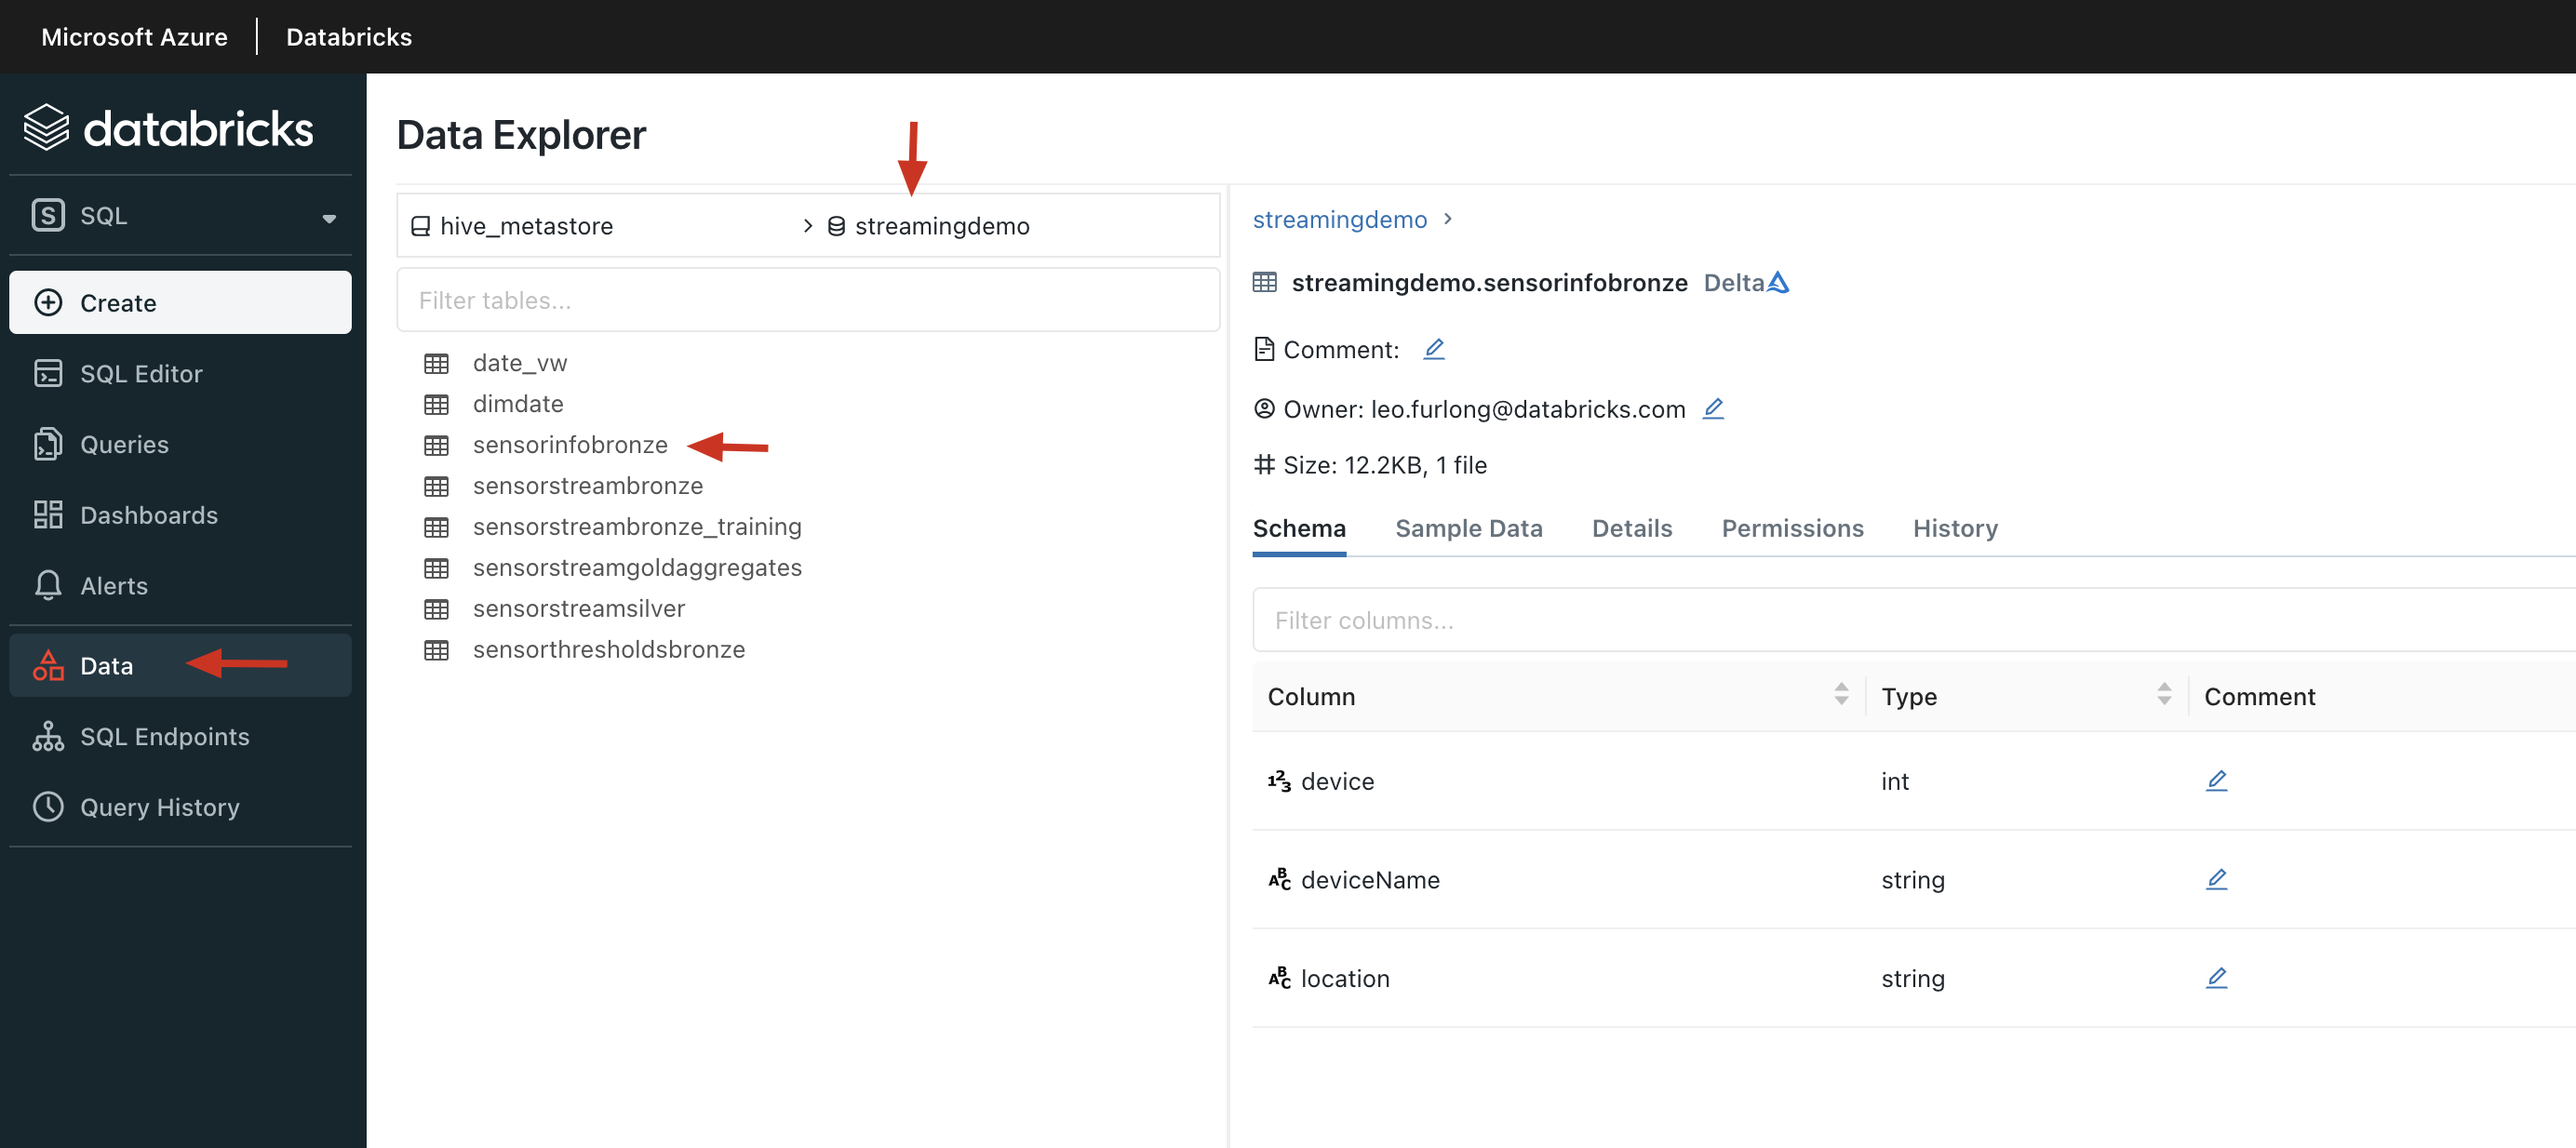 Microsoft Azure | Databricks
databricks
S SQL
Create
SQL Editor
Queries
Dashboards
Alerts
Data
SQL Endpoints
Query History
Data Explorer
hive_metastore > streamingdemo
Filter tables...
date_vw
dimdate
sensorinfobronze
sensorstreambronze
sensorstreambronze_training
sensorstreamgoldaggregates
sensorstreamsilver
sensorthresholdsbronze
streamingdemo >
streamingdemo.sensorinfobronze Delta
Comment:
Owner: leo.furlong@databricks.com
Size: 12.2KB, 1 file
Schema Sample Data Details Permissions History
Filter columns...
Column Type Comment
123 device int
ABC deviceName string
ABC location string